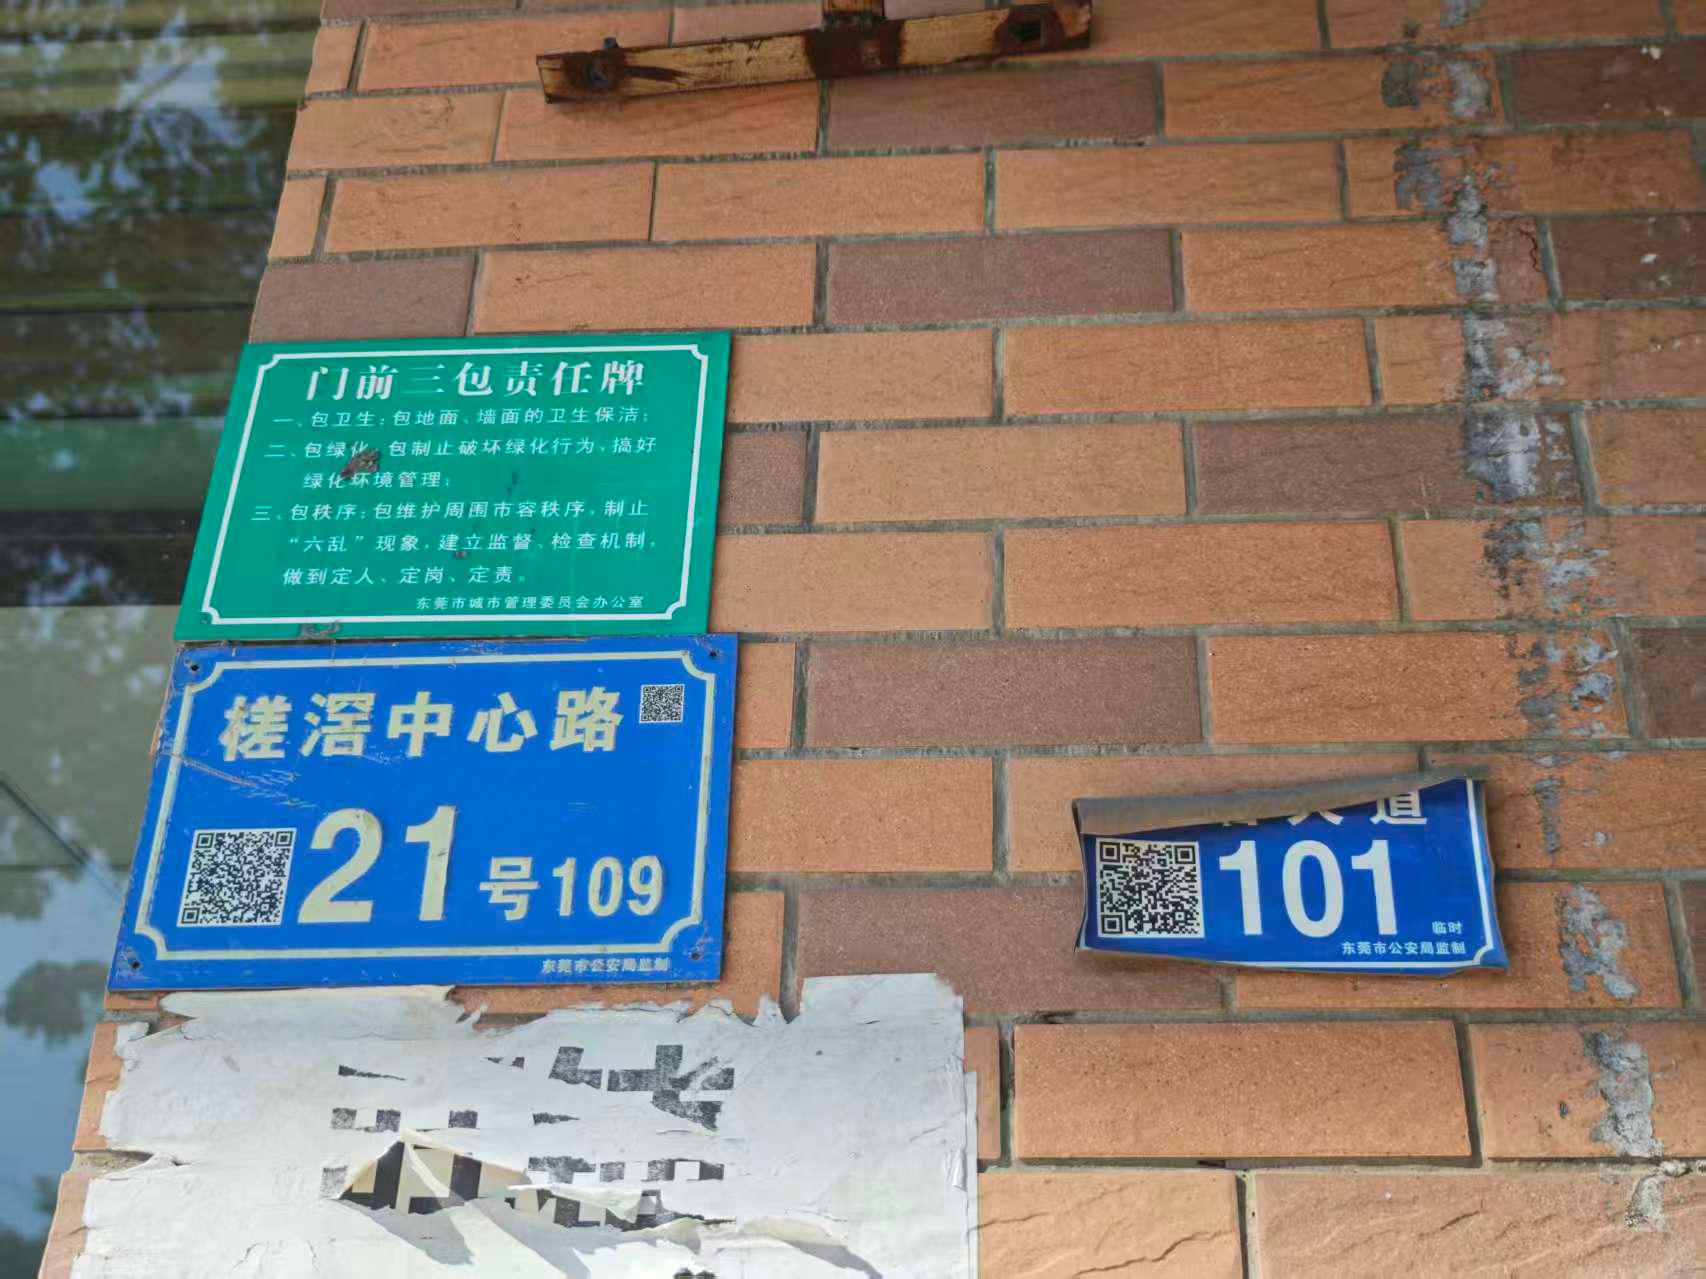 门前三包责任牌
一、包卫生：包地面、墙面的卫生保洁；
二、包绿化：包制止破坏绿化行为，搞好
绿化环境管理；
三、包秩序：包维护周围市容秩序，制止
“六乱”现象，建立监督、检查机制，
做到定人、定岗、定责。
东莞市城市管理委员会办公室
槎滘中心路
21号109
东莞市公安局监制
大道
101
临时
东莞市公安局监制